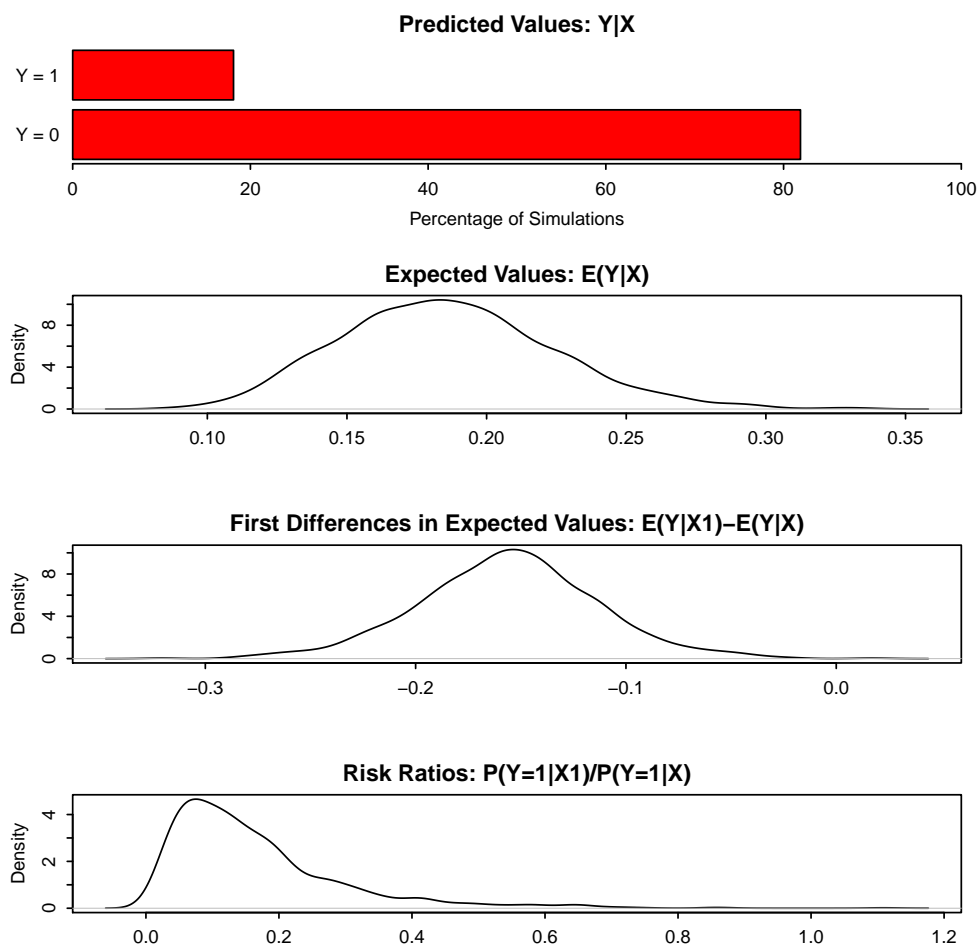 Predicted Values: Y|X
Y = 1
Y = 0
0 20 40 60 80 100
Percentage of Simulations
Expected Values: E(Y|X)
Density
0 4 8
0.10 0.15 0.20 0.25 0.30 0.35
First Differences in Expected Values: E(Y|X1)−E(Y|X)
Density
0 4 8
−0.3 −0.2 −0.1 0.0
Risk Ratios: P(Y=1|X1)/P(Y=1|X)
Density
0 2 4
0.0 0.2 0.4 0.6 0.8 1.0 1.2